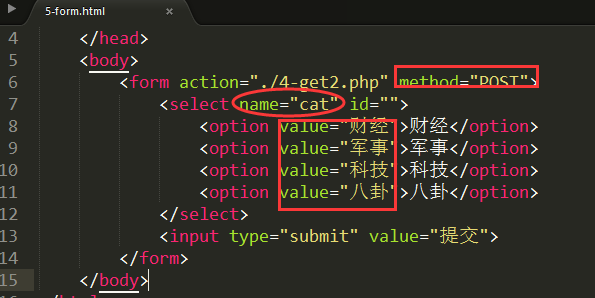 5-form.html ×
4 </head>
5 <body>
6 <form action="./4-get2.php" method="POST">
7 <select name="cat" id="">
8 <option value="财经">财经</option>
9 <option value="军事">军事</option>
10 <option value="科技">科技</option>
11 <option value="八卦">八卦</option>
12 </select>
13 <input type="submit" value="提交">
14 </form>
15 </body>